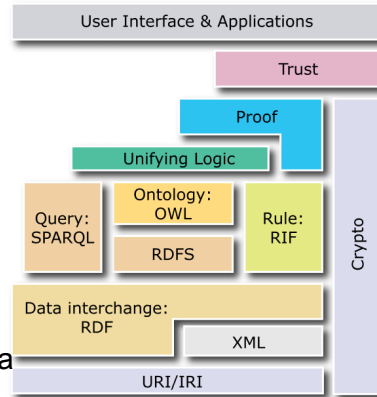 User Interface & Applications
Trust
Proof
Unifying Logic
Query:
SPARQL
Ontology:
OWL
RDFS
Rule:
RIF
Crypto
Data interchange:
RDF
XML
a
URI/IRI